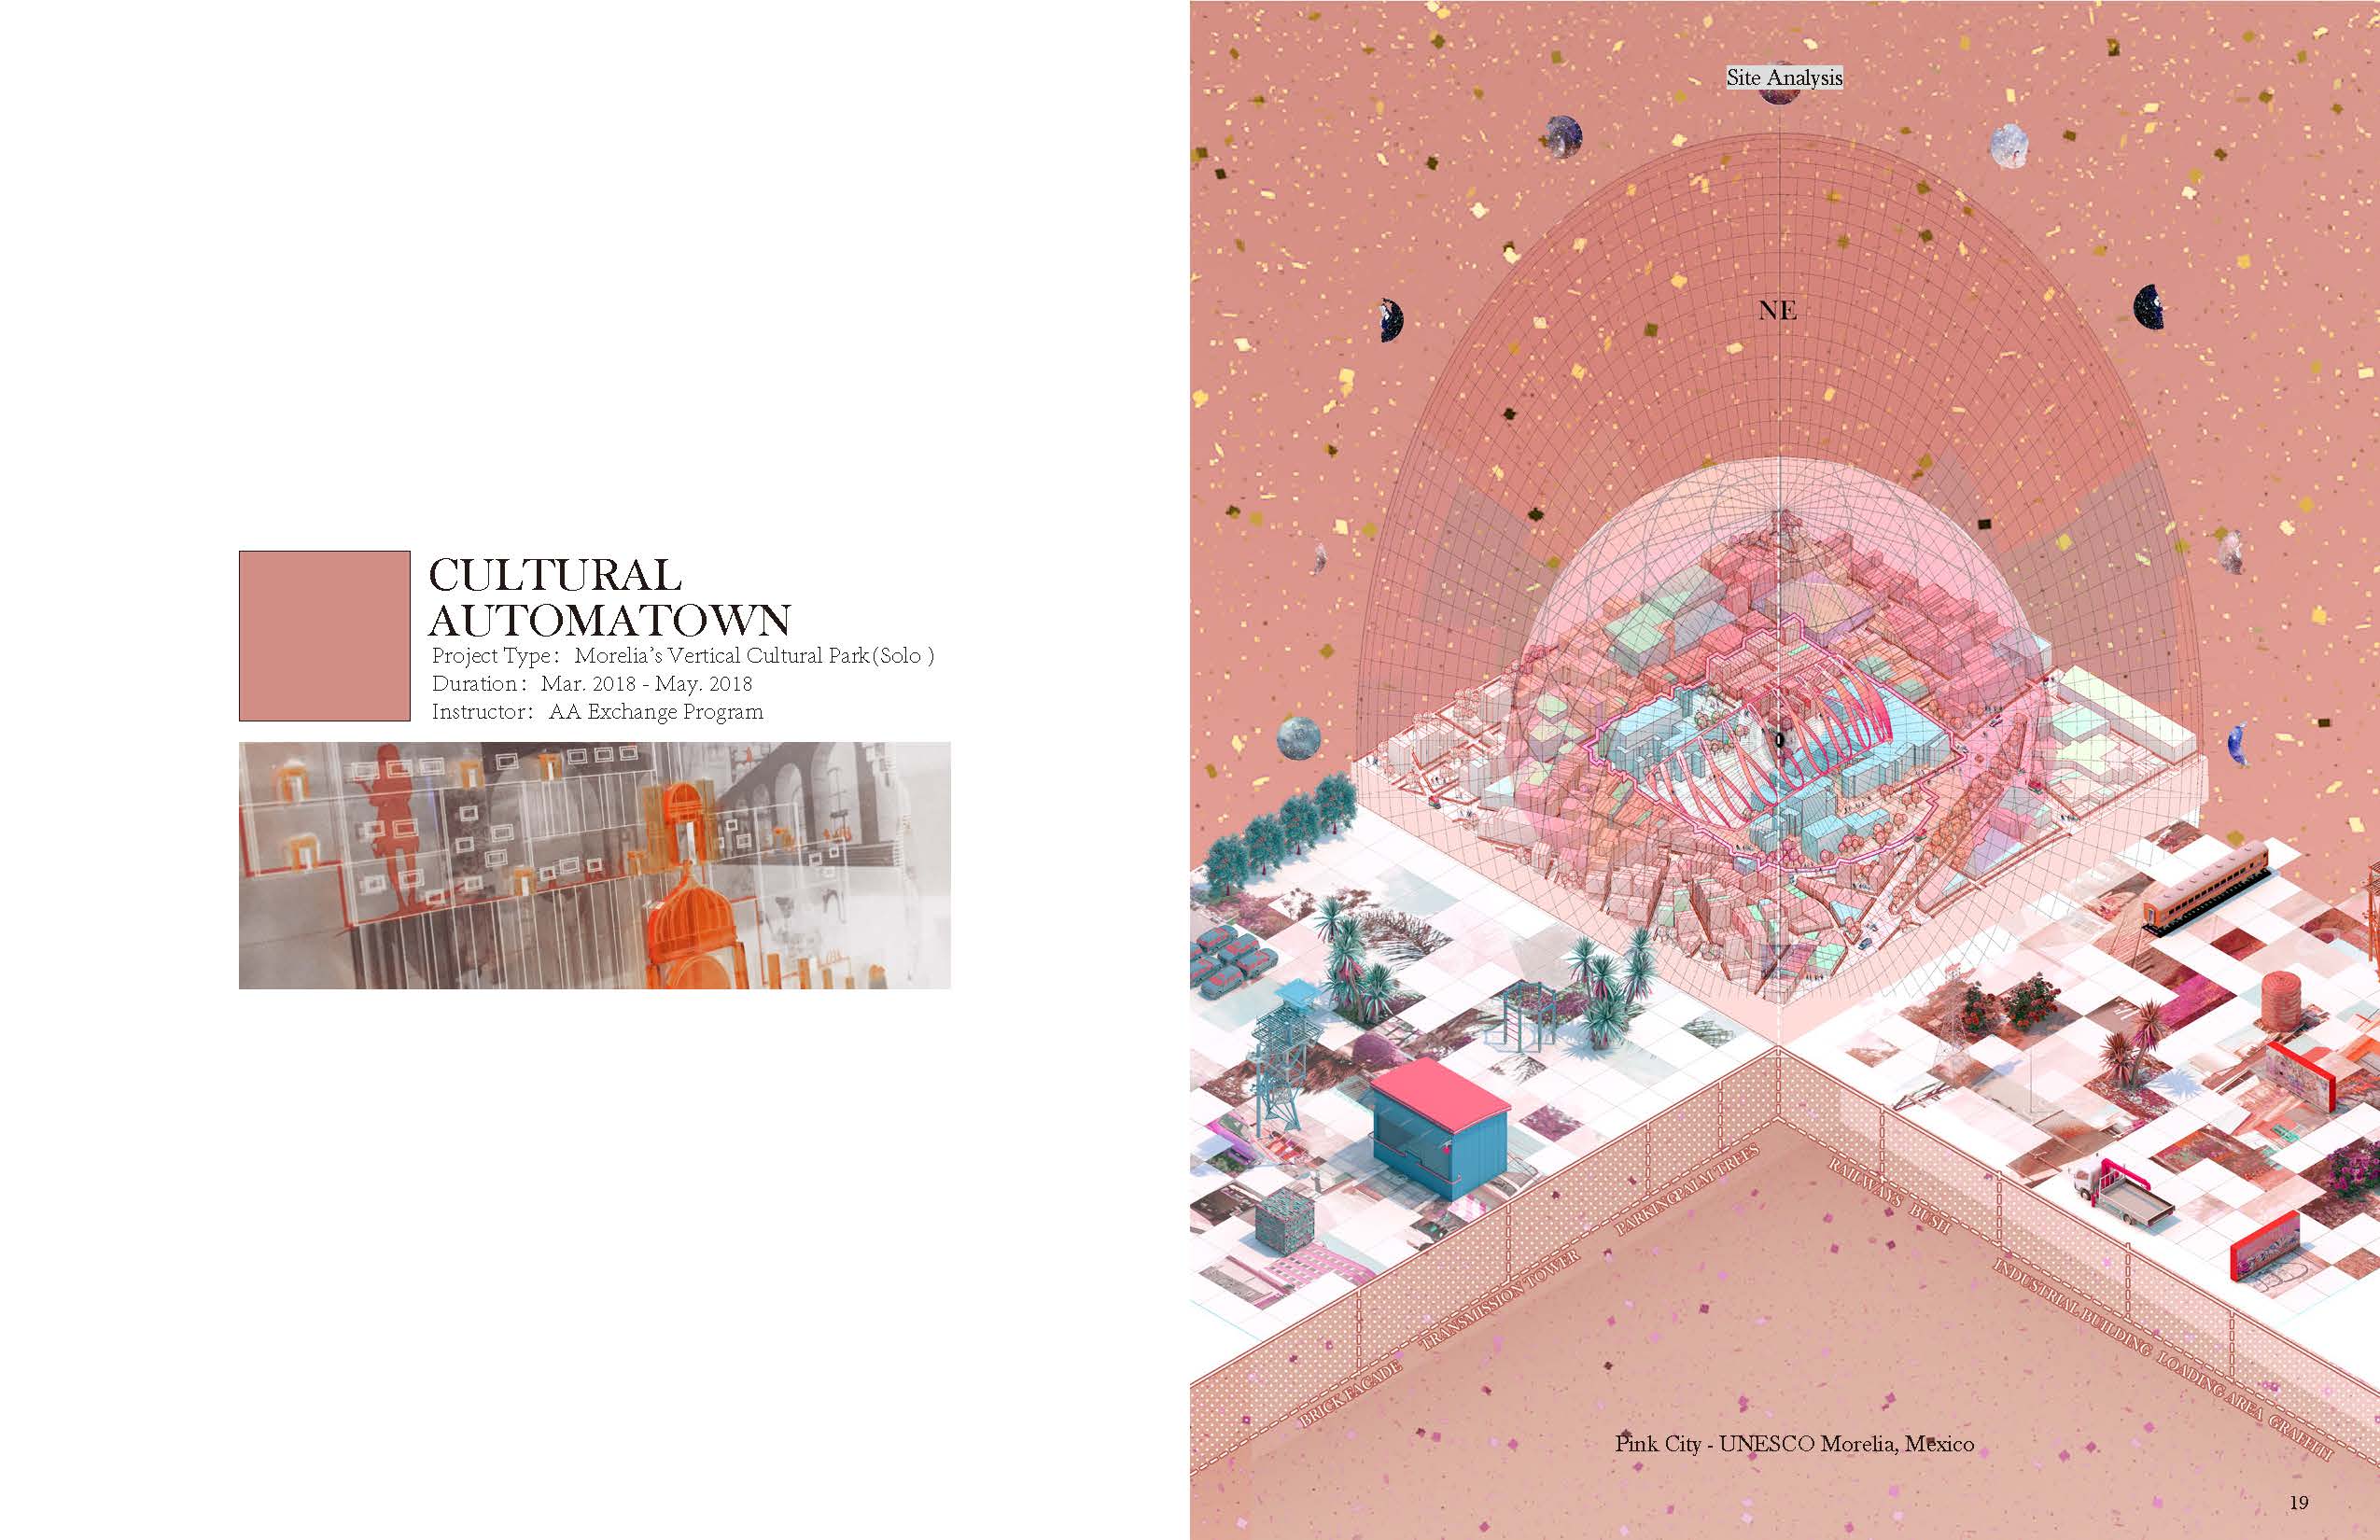 CULTURAL
AUTOMATOWN
Project Type: Morelia's Vertical Cultural Park(Solo )
Duration: Mar. 2018 - May. 2018
Instructor: AA Exchange Program
Site Analysis
NE
BRICK FACADE
TRANSMISSION TOWER
PARKING
PALM TREES
RAILWAYS
BUSH
INDUSTRIAL BUILDING
LOADING AREA
GRAFFITI
Pink City - UNESCO Morelia, Mexico
19